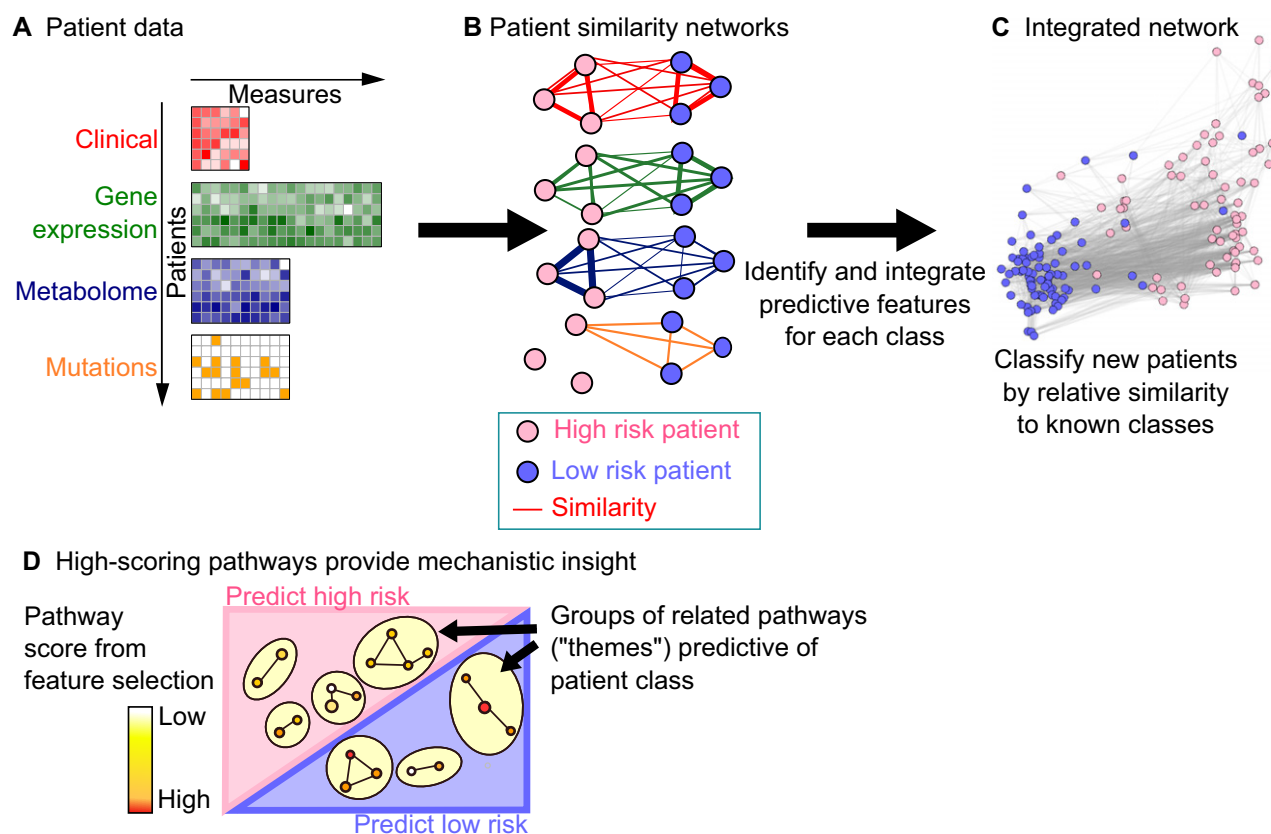 A Patient data
Measures
Patients
Clinical
Gene
expression
Metabolome
Mutations
B Patient similarity networks
Identify and integrate
predictive features
for each class
C Integrated network
Classify new patients
by relative similarity
to known classes
High risk patient
Low risk patient
Similarity
D High-scoring pathways provide mechanistic insight
Pathway
score from
feature selection
Low
High
Predict high risk
Predict low risk
Groups of related pathways
("themes") predictive of
patient class